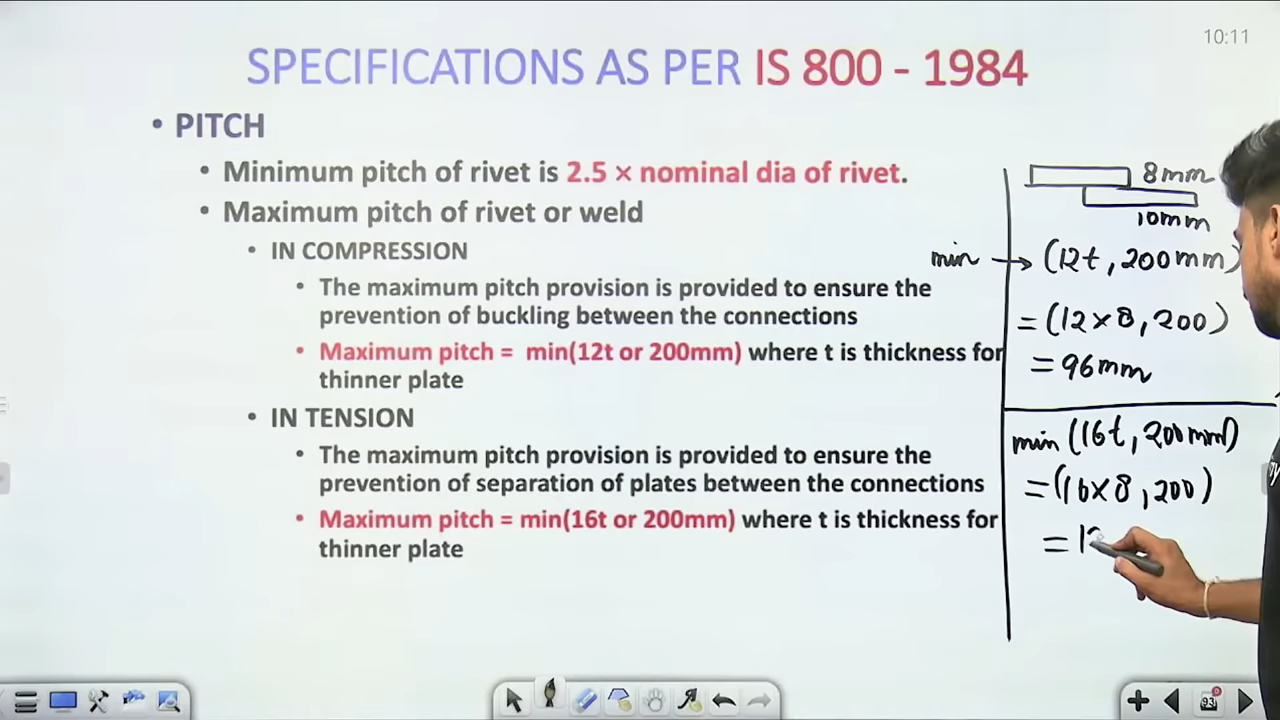 10:11
SPECIFICATIONS AS PER IS 800 - 1984
• PITCH
• Minimum pitch of rivet is 2.5 × nominal dia of rivet.
• Maximum pitch of rivet or weld
• IN COMPRESSION
• The maximum pitch provision is provided to ensure the
prevention of buckling between the connections
• Maximum pitch = min(12t or 200mm) where t is thickness for
thinner plate
• IN TENSION
• The maximum pitch provision is provided to ensure the
prevention of separation of plates between the connections
• Maximum pitch = min(16t or 200mm) where t is thickness for
thinner plate
8mm
10mm
min → (12t, 200mm)
= (12×8, 200)
= 96mm
min (16t, 200mm)
= (16×8, 200)
= 12
93